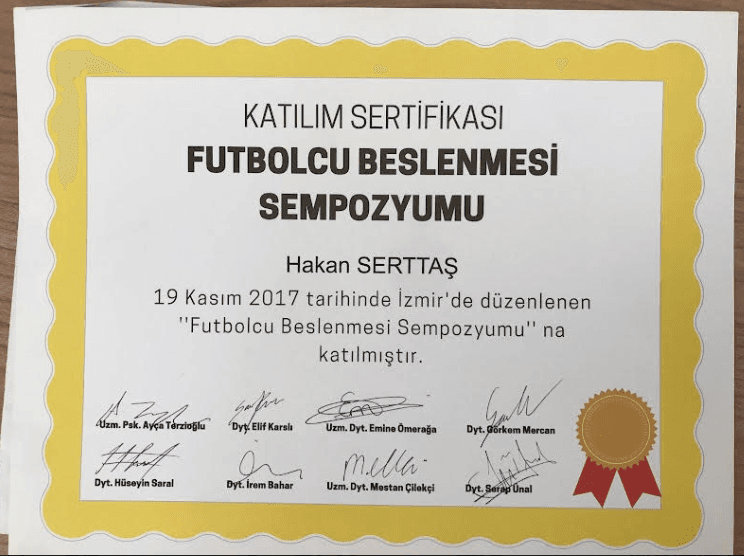 KATILIM SERTİFİKASI
FUTBOLCU BESLENMESİ
SEMPOZYUMU
Hakan SERTTAŞ
19 Kasım 2017 tarihinde İzmir'de düzenlenen
"Futbolcu Beslenmesi Sempozyumu" na
katılmıştır.
Uzm. Psk. Ayça Terzioğlu Dyt. Elif Karslı Uzm. Dyt. Emine Ömerağa Dyt. Görkem Mercan
Dyt. Hüseyin Saral Dyt. İrem Bahar Uzm. Dyt. Mestan Çilekçi Dyt. Serap Ünal